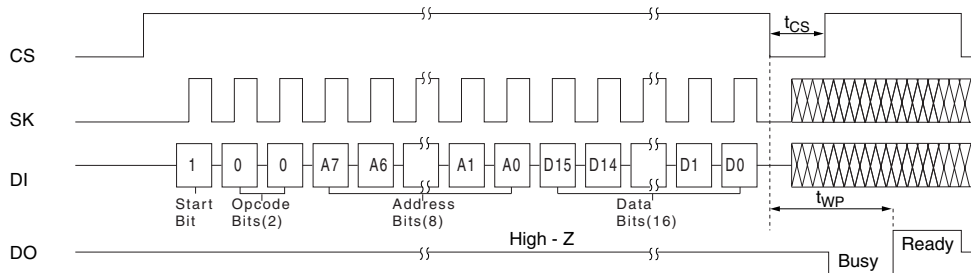 CS
tCS
SK
DI
1 0 0 A7 A6 A1 A0 D15 D14 D1 D0
Start Bit
Opcode Bits(2)
Address Bits(8)
Data Bits(16)
tWP
DO
High - Z
Busy
Ready